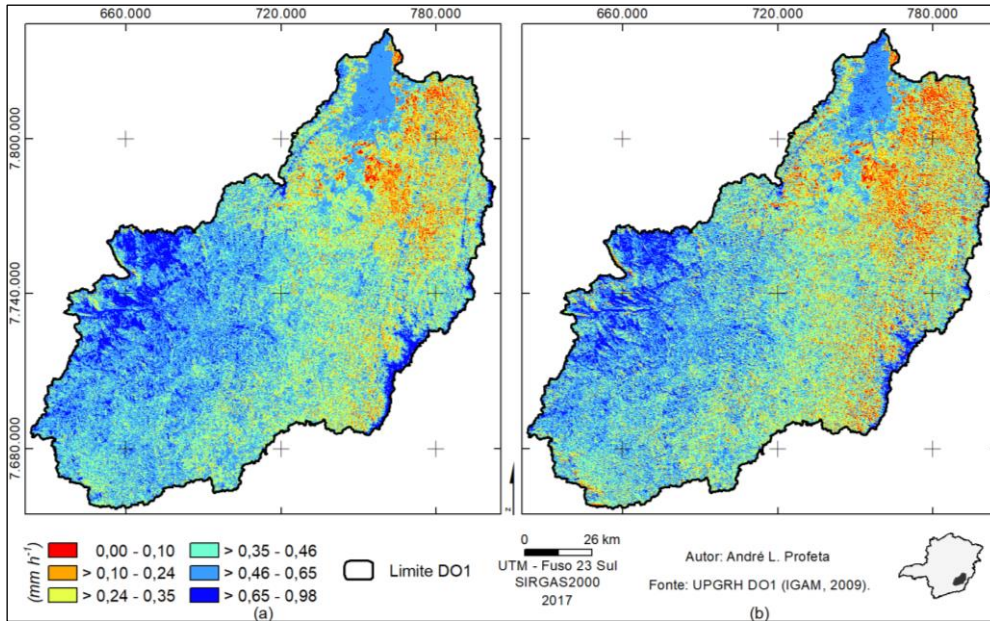 660.000 720.000 780.000 660.000 720.000 780.000
7.800.000
7.740.000
7.680.000
N
(mm h⁻¹)
0,00 - 0,10
> 0,10 - 0,24
> 0,24 - 0,35
> 0,35 - 0,46
> 0,46 - 0,65
> 0,65 - 0,98
(a)
Limite DO1
0 26 km
UTM - Fuso 23 Sul
SIRGAS2000
2017
Autor: André L. Profeta
Fonte: UPGRH DO1 (IGAM, 2009).
(b)